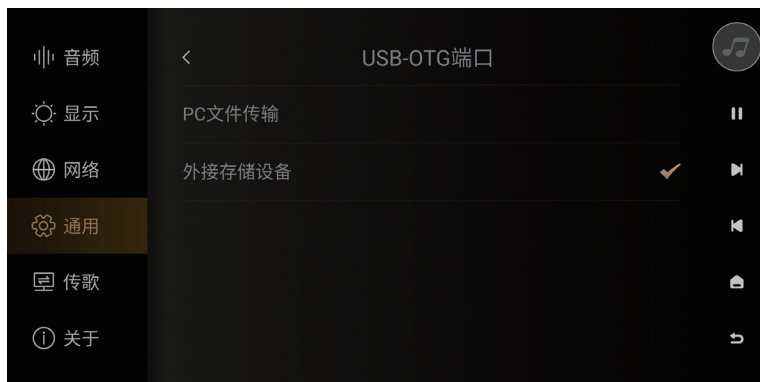 音频
显示
网络
通用
传歌
关于
USB-OTG端口
PC文件传输
外接存储设备